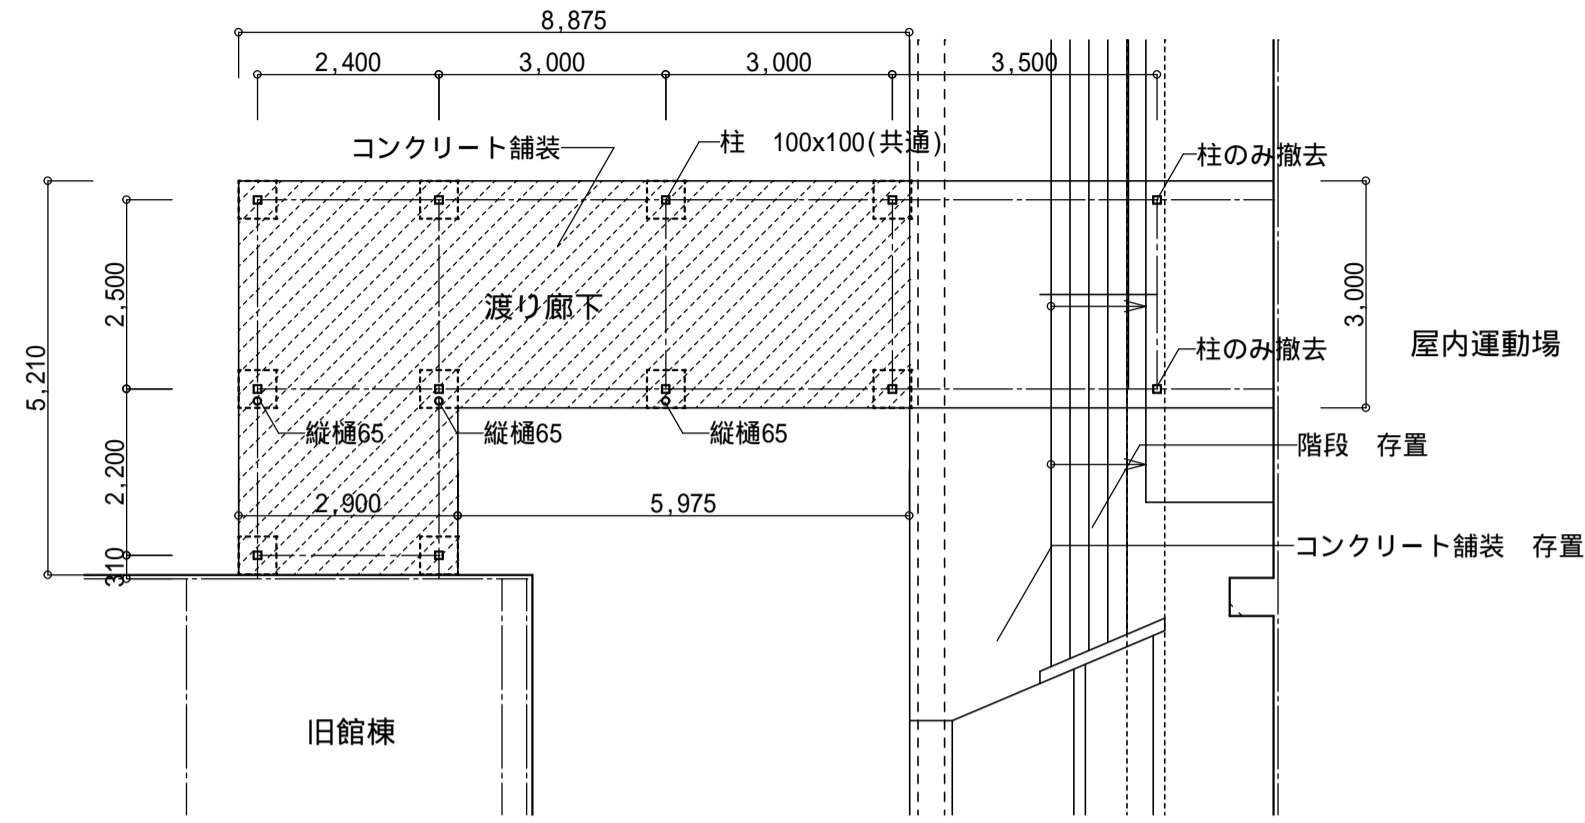 8,875
2,400
3,000
3,000
3,500
コンクリート舗装
柱　100x100(共通)
柱のみ撤去
2,500
渡り廊下
3,000
5,210
柱のみ撤去
屋内運動場
縦樋65
縦樋65
縦樋65
階段　存置
2,200
2,900
5,975
コンクリート舗装　存置
310
旧館棟